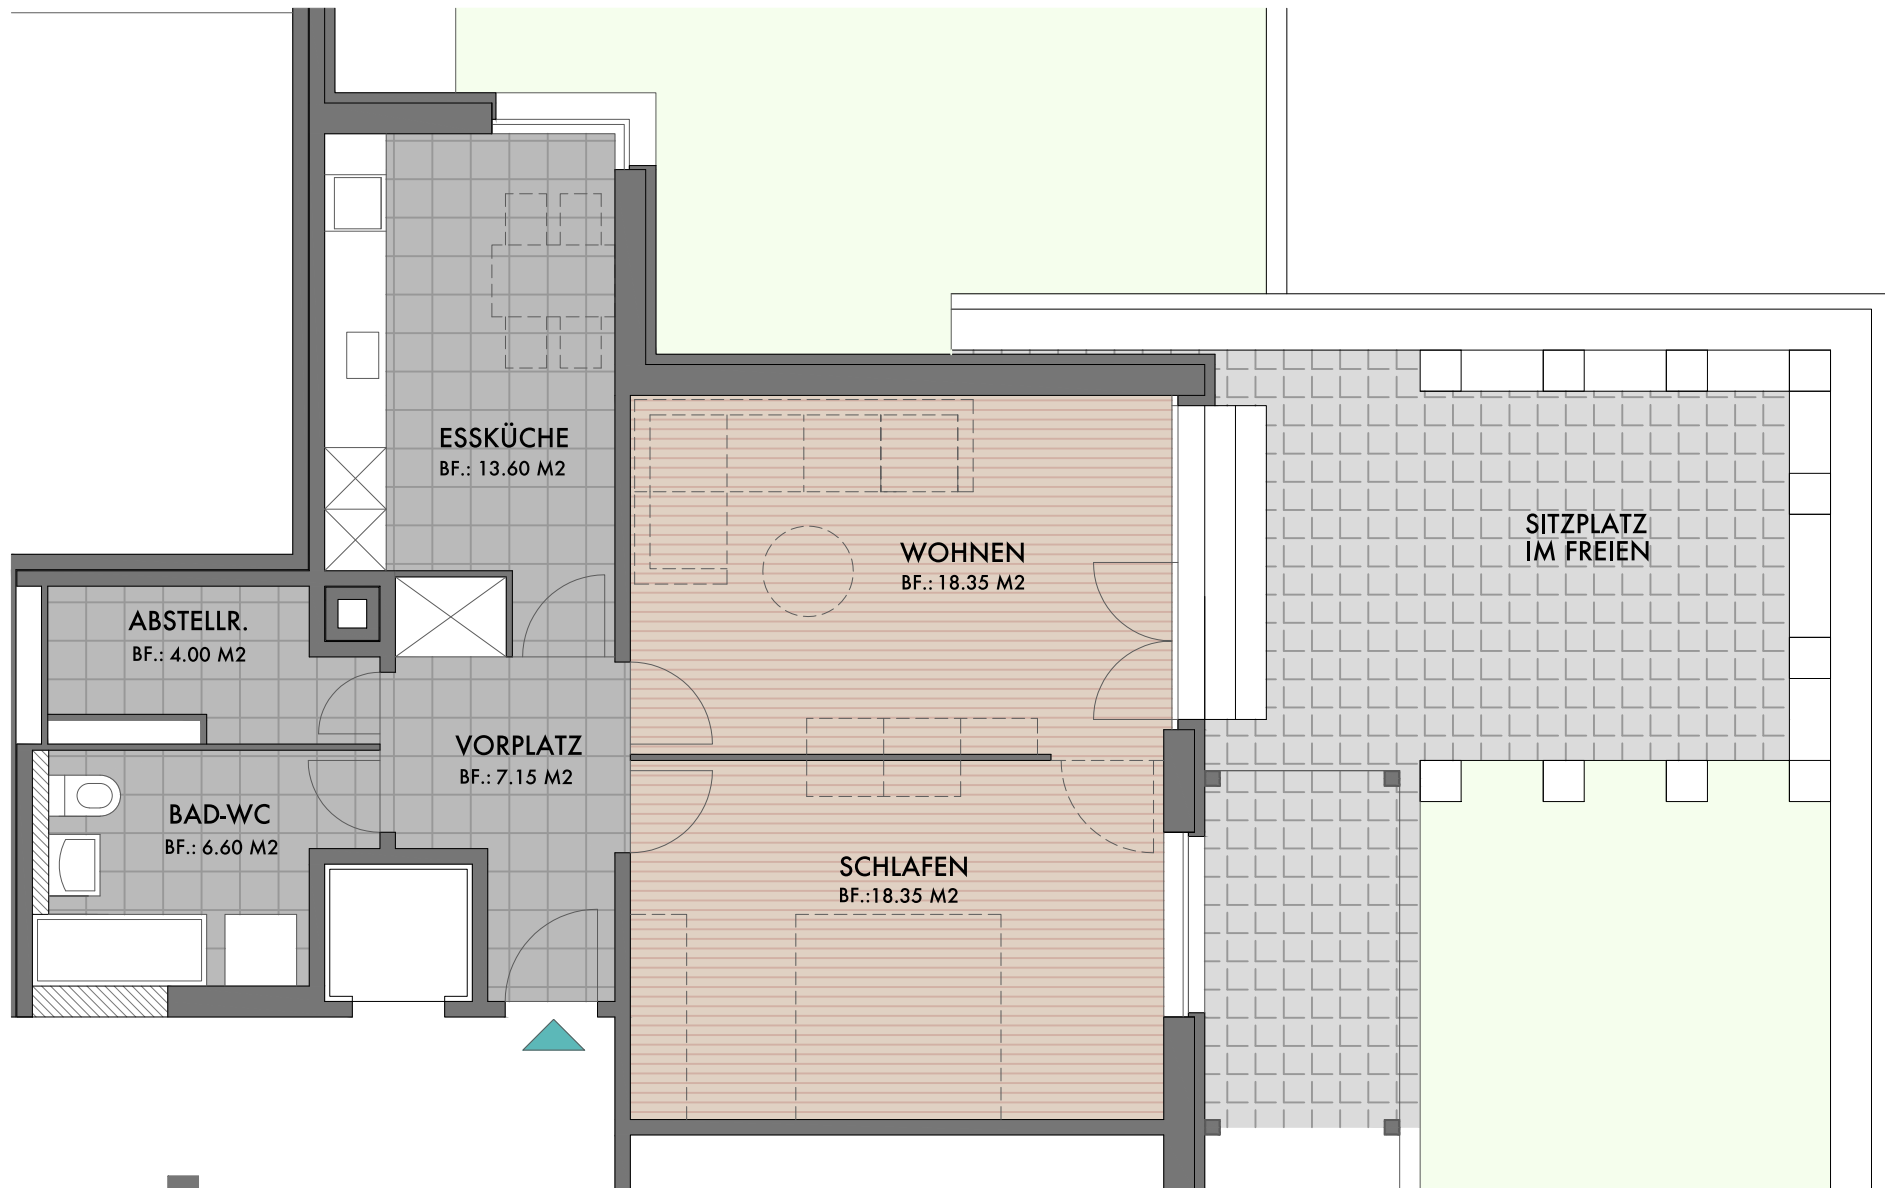 ESSKÜCHE
BF.: 13.60 M2
WOHNEN
BF.: 18.35 M2
SITZPLATZ
IM FREIEN
ABSTELLR.
BF.: 4.00 M2
VORPLATZ
BF.: 7.15 M2
BAD-WC
BF.: 6.60 M2
SCHLAFEN
BF.:18.35 M2